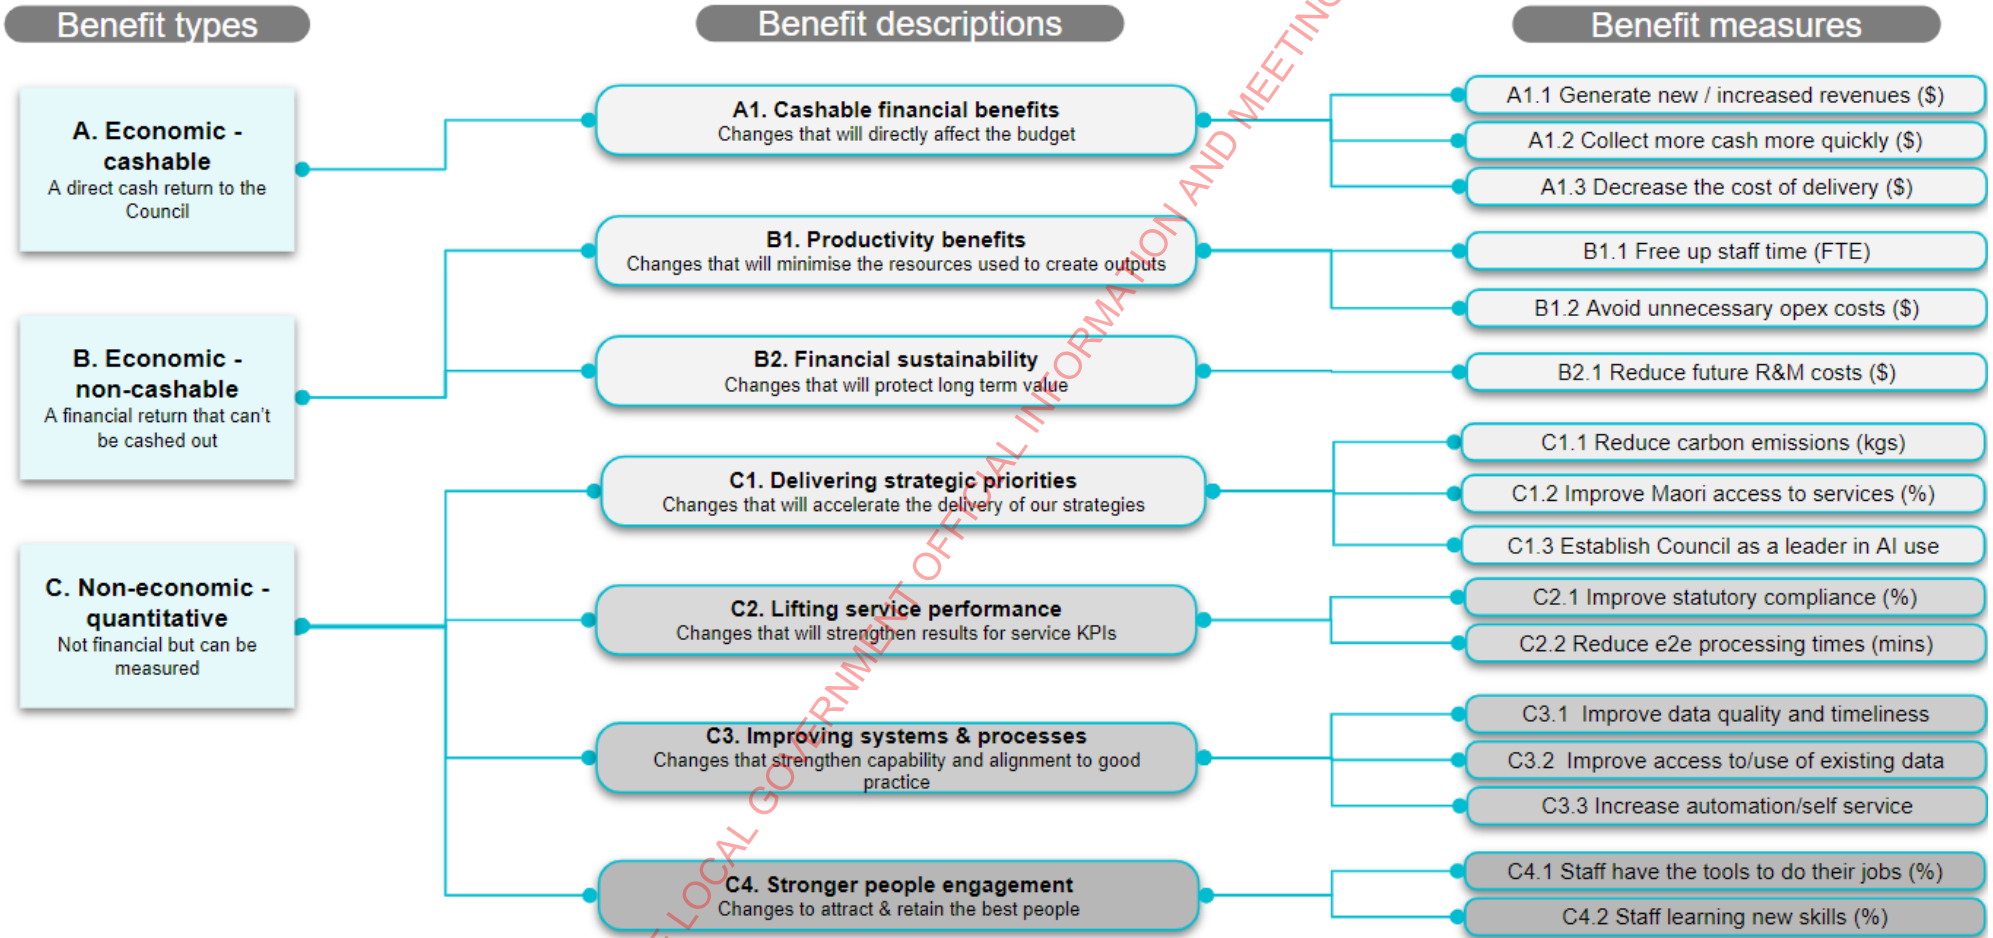 Benefit types
Benefit descriptions
Benefit measures
A. Economic -
cashable
A direct cash return to the
Council
A1. Cashable financial benefits
Changes that will directly affect the budget
A1.1 Generate new / increased revenues ($)
A1.2 Collect more cash more quickly ($)
A1.3 Decrease the cost of delivery ($)
B. Economic -
non-cashable
A financial return that can't
be cashed out
B1. Productivity benefits
Changes that will minimise the resources used to create outputs
B1.1 Free up staff time (FTE)
B1.2 Avoid unnecessary opex costs ($)
B2. Financial sustainability
Changes that will protect long term value
B2.1 Reduce future R&M costs ($)
C. Non-economic -
quantitative
Not financial but can be
measured
C1. Delivering strategic priorities
Changes that will accelerate the delivery of our strategies
C1.1 Reduce carbon emissions (kgs)
C1.2 Improve Maori access to services (%)
C1.3 Establish Council as a leader in AI use
C2. Lifting service performance
Changes that will strengthen results for service KPIs
C2.1 Improve statutory compliance (%)
C2.2 Reduce e2e processing times (mins)
C3. Improving systems & processes
Changes that strengthen capability and alignment to good
practice
C3.1 Improve data quality and timeliness
C3.2 Improve access to/use of existing data
C3.3 Increase automation/self service
C4. Stronger people engagement
Changes to attract & retain the best people
C4.1 Staff have the tools to do their jobs (%)
C4.2 Staff learning new skills (%)
LOCAL GOVERNMENT OFFICIAL INFORMATION AND MEETING